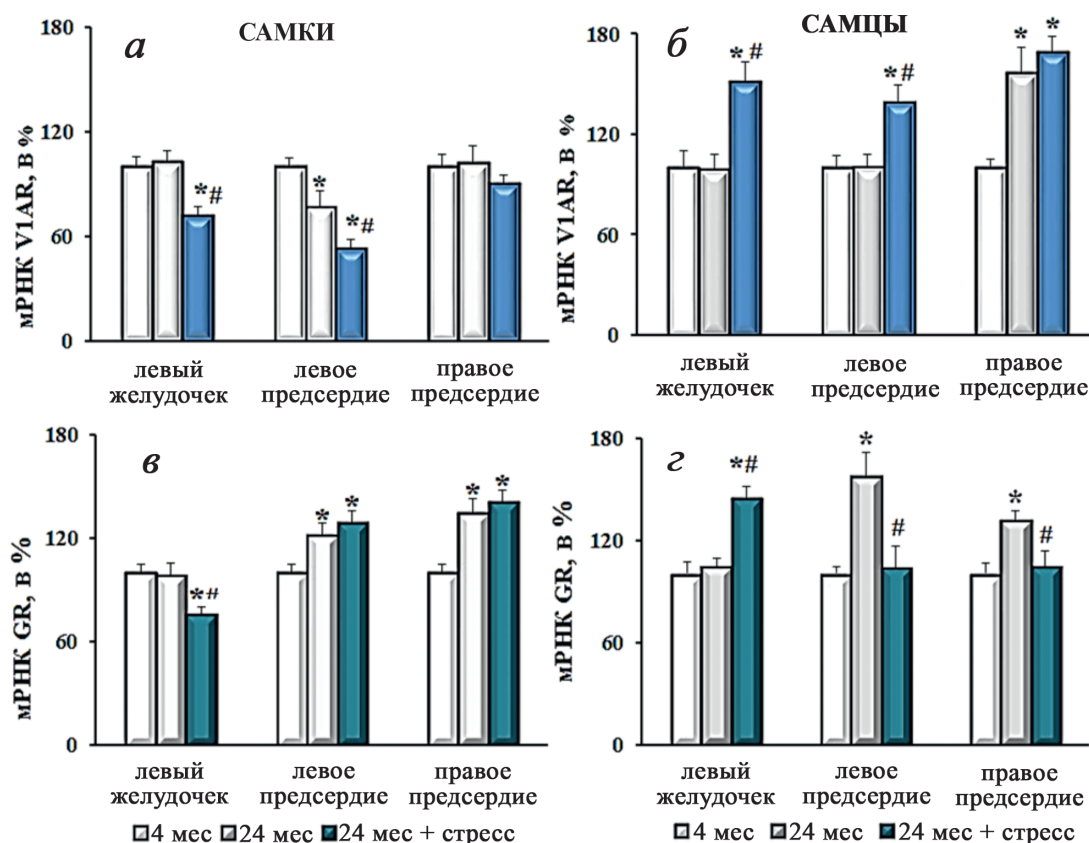 а
САМКИ
мРНК V1AR, в %
180
120
60
0
*#
*
*#
левый
желудочек
левое
предсердие
правое
предсердие
б
САМЦЫ
мРНК V1AR, в %
180
120
60
0
*#
*#
*
*
левый
желудочек
левое
предсердие
правое
предсердие
в
мРНК GR, в %
180
120
60
0
*#
*
*
*
*
левый
желудочек
левое
предсердие
правое
предсердие
4 мес 24 мес 24 мес + стресс
г
мРНК GR, в %
180
120
60
0
*#
*
#
*
#
левый
желудочек
левое
предсердие
правое
предсердие
4 мес 24 мес 24 мес + стресс